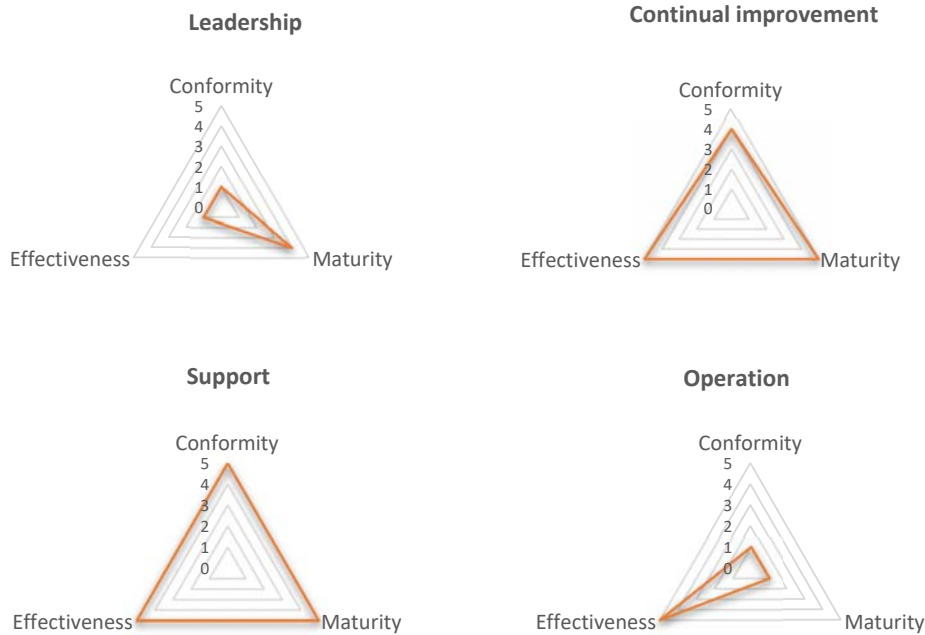 Leadership
Conformity
5
4
3
2
1
0
Effectiveness
Maturity
Continual improvement
Conformity
5
4
3
2
1
0
Effectiveness
Maturity
Support
Conformity
5
4
3
2
1
0
Effectiveness
Maturity
Operation
Conformity
5
4
3
2
1
0
Effectiveness
Maturity